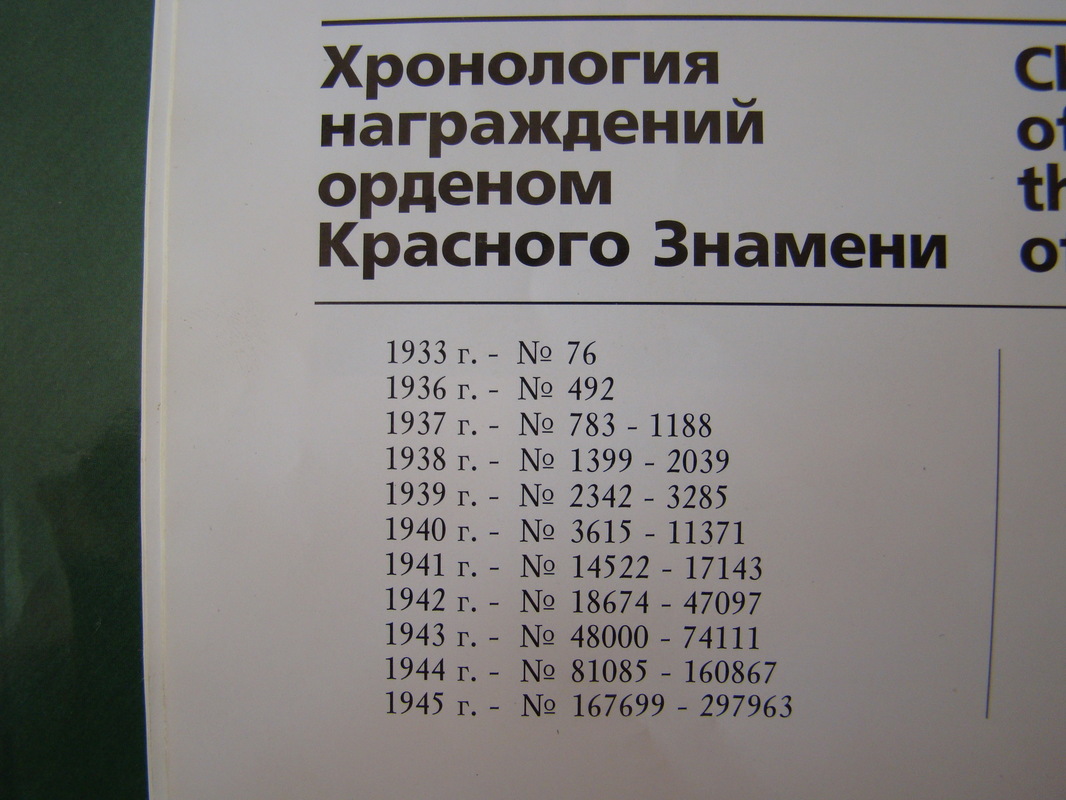 Хронология
награждений
орденом
Красного Знамени
1933 г. - № 76
1936 г. - № 492
1937 г. - № 783 - 1188
1938 г. - № 1399 - 2039
1939 г. - № 2342 - 3285
1940 г. - № 3615 - 11371
1941 г. - № 14522 - 17143
1942 г. - № 18674 - 47097
1943 г. - № 48000 - 74111
1944 г. - № 81085 - 160867
1945 г. - № 167699 - 297963